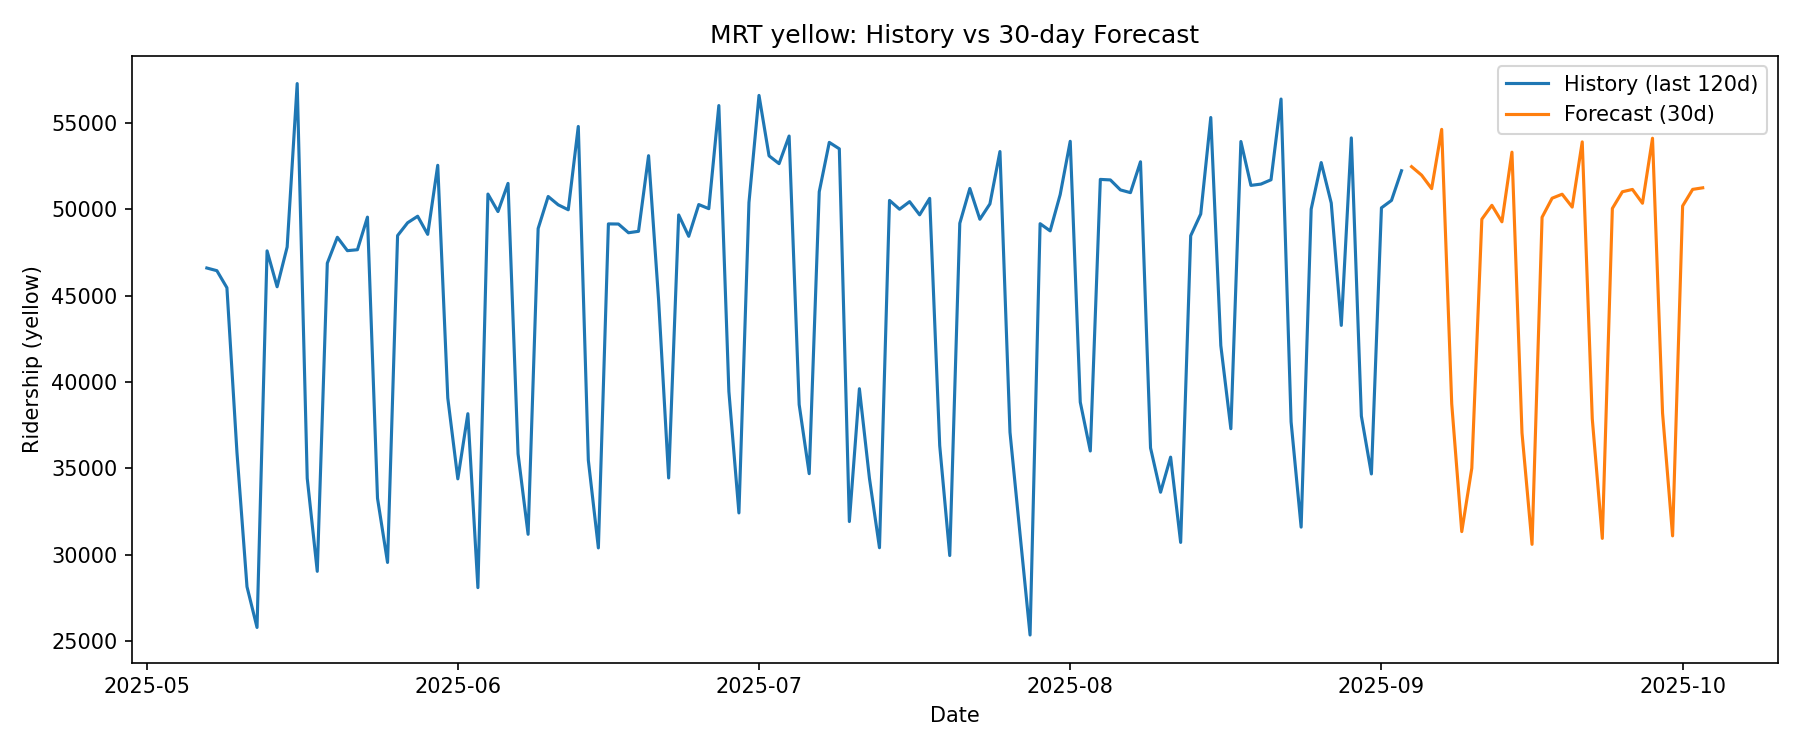 MRT yellow: History vs 30-day Forecast
History (last 120d)
Forecast (30d)
Ridership (yellow)
55000
50000
45000
40000
35000
30000
25000
2025-05
2025-06
2025-07
2025-08
2025-09
2025-10
Date